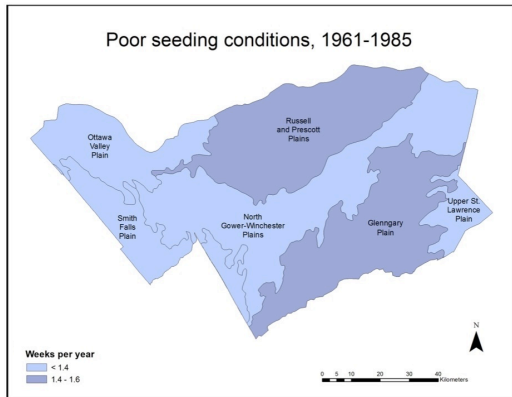 Poor seeding conditions, 1961-1985
Ottawa
Valley
Plain
Russell
and Prescott
Plains
Smith
Falls
Plain
North
Gower-Winchester
Plains
Glenngary
Plain
Upper St.
Lawrence
Plain
Weeks per year
< 1.4
1.4 - 1.6
N
0 5 10 20 30 40
Kilometers